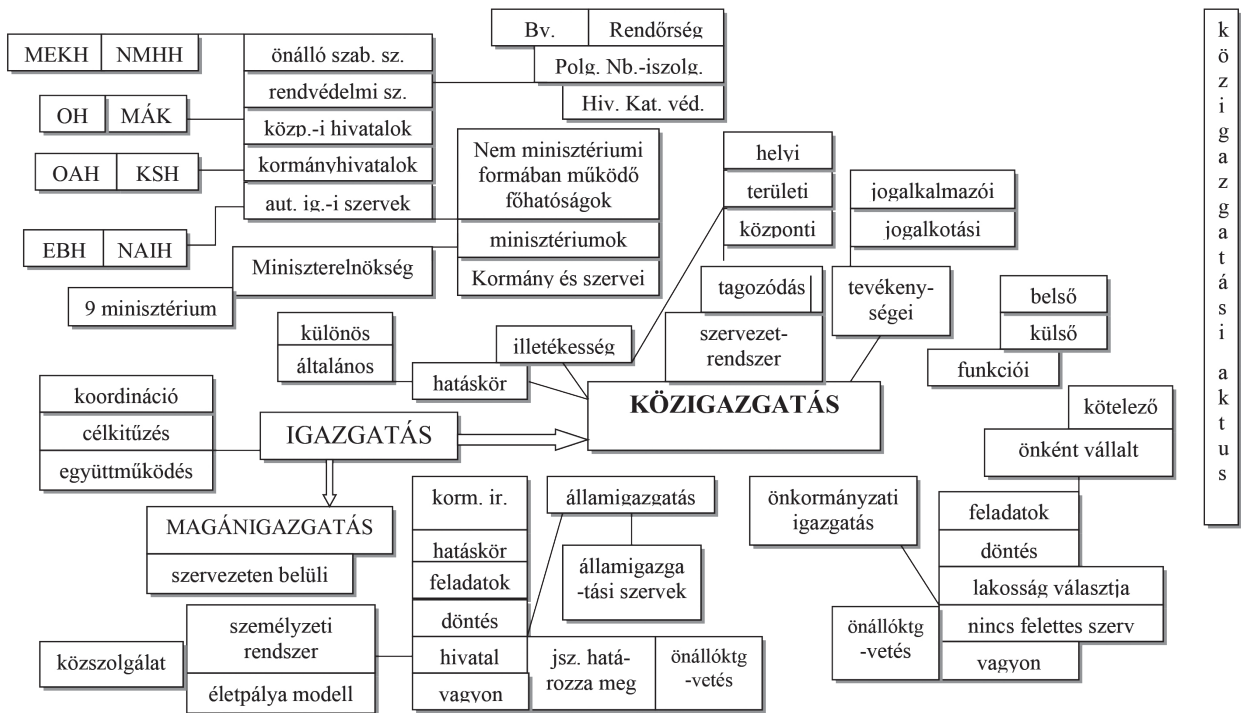 MEKH NMHH
OH MÁK
OAH KSH
EBH NAIH
önálló szab. sz.
rendvédelmi sz.
közp.-i hivatalok
kormányhivatalok
aut. ig.-i szervek
Miniszterelnökség
9 minisztérium
Bv. Rendőrség
Polg. Nb.-iszolg.
Hiv. Kat. véd.
Nem minisztériumi
formában működő
főhatóságok
minisztériumok
Kormány és szervei
helyi
területi
központi
tagozódás
szervezet-
rendszer
jogalkalmazói
jogalkotási
tevékeny-
ségei
belső
külső
funkciói
közigazgatási aktus
különös
általános
hatáskör
illetékesség
KÖZIGAZGATÁS
koordináció
célkitűzés
együttműködés
IGAZGATÁS
MAGÁNIGAZGATÁS
szervezeten belüli
közszolgálat
személyzeti
rendszer
életpálya modell
korm. ir.
hatáskör
feladatok
döntés
hivatal
vagyon
államigazgatás
államigazga
-tási szervek
jsz. hatá-
rozza meg
önállóktg
-vetés
önkormányzati
igazgatás
kötelező
önként vállalt
feladatok
döntés
lakosság választja
nincs felettes szerv
vagyon
önállóktg
-vetés